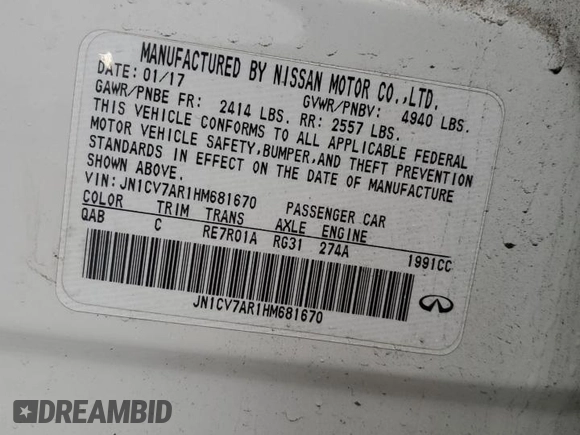 MANUFACTURED BY NISSAN MOTOR CO.,LTD.
DATE: 01/17 GVWR/PNBV: 4940 LBS.
GAWR/PNBE FR: 2414 LBS. RR: 2557 LBS.
THIS VEHICLE CONFORMS TO ALL APPLICABLE FEDERAL
MOTOR VEHICLE SAFETY,BUMPER,AND THEFT PREVENTION
STANDARDS IN EFFECT ON THE DATE OF MANUFACTURE
SHOWN ABOVE.
VIN: JN1CV7AR1HM681670 PASSENGER CAR
COLOR TRIM TRANS AXLE ENGINE
QAB C RE7R01A RG31 274A 1991CC
JN1CV7AR1HM681670
DREAMBID